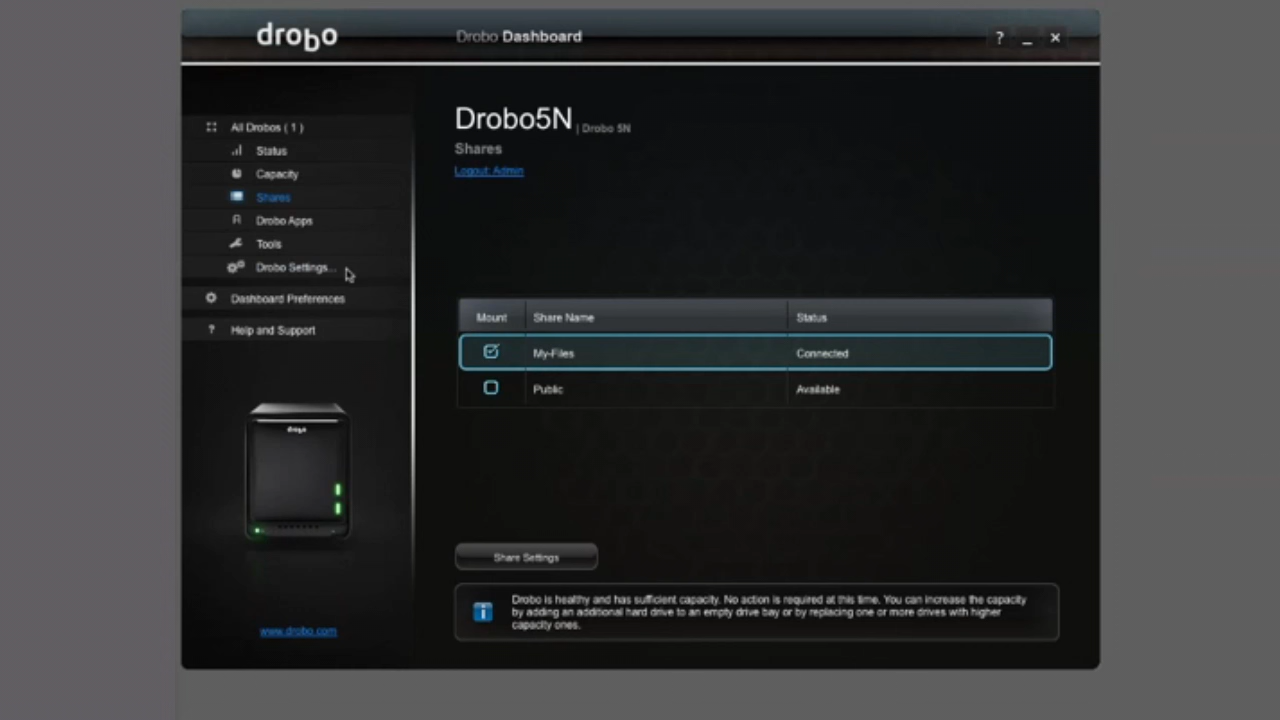 drobo
Drobo Dashboard
? _ ×
All Drobos ( 1 )
Status
Capacity
Shares
Drobo Apps
Tools
Drobo Settings...
Dashboard Preferences
? Help and Support
drobo
www.drobo.com
Drobo5N | Drobo 5N
Shares
Logout: Admin
Mount Share Name Status
My-Files Connected
Public Available
Share Settings
Drobo is healthy and has sufficient capacity. No action is required at this time. You can increase the capacity
by adding an additional hard drive to an empty drive bay or by replacing one or more drives with higher
capacity ones.